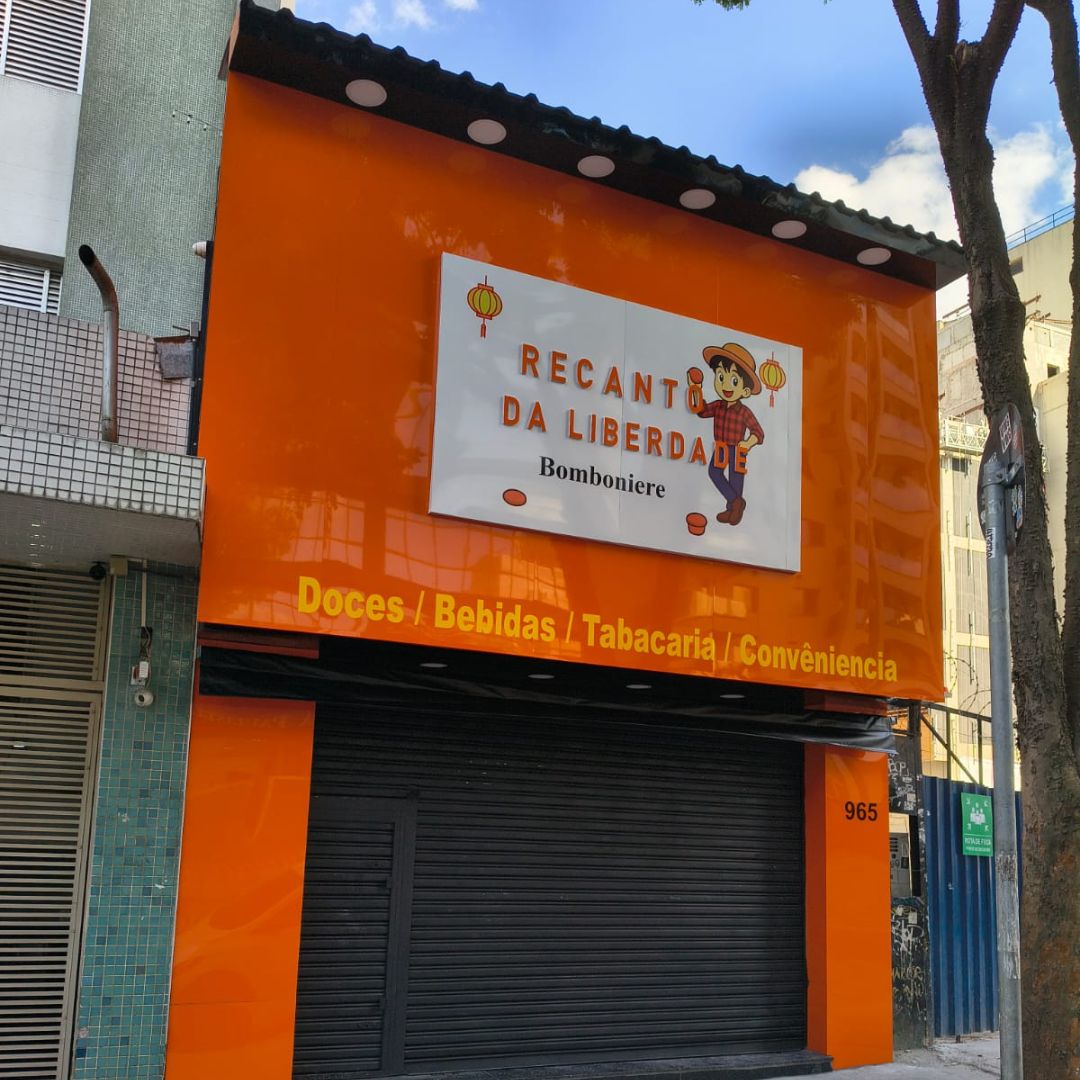 RECANTO
DA LIBERDADE
Bomboniere
Doces / Bebidas / Tabacaria / Convêniencia
965